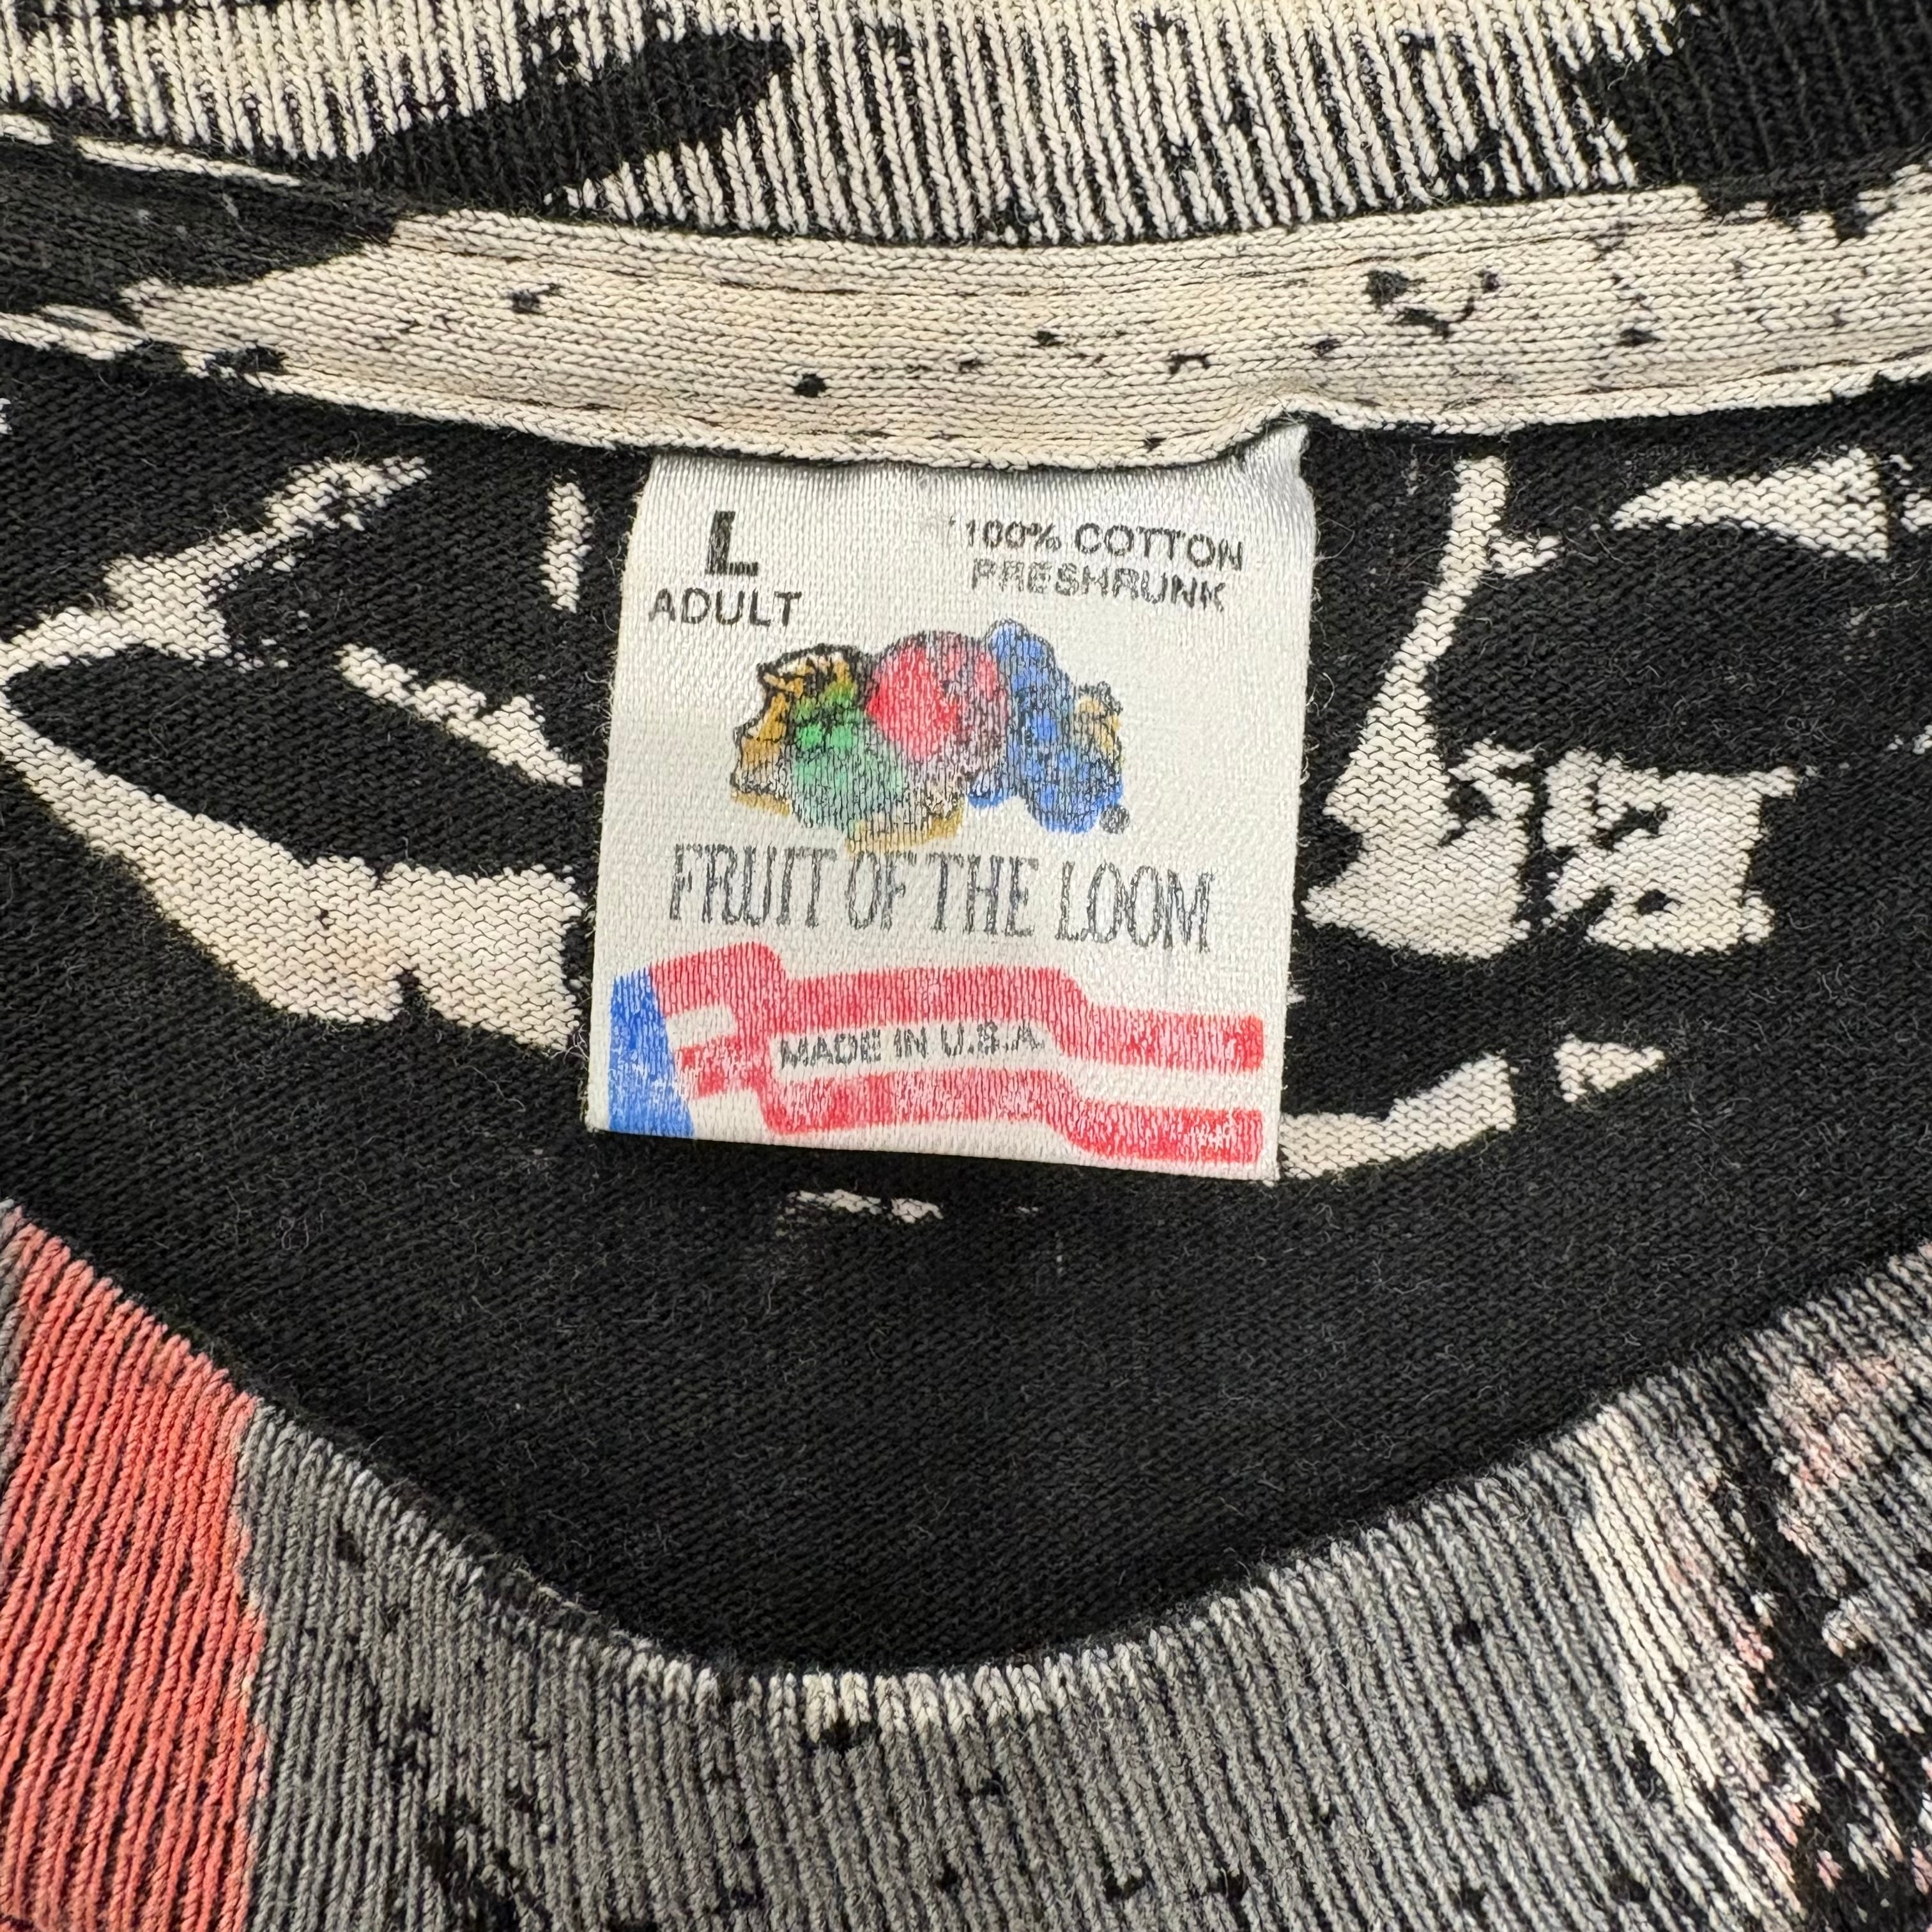 L
ADULT
100% COTTON
PRESHRUNK
FRUIT OF THE LOOM
MADE IN U.S.A.